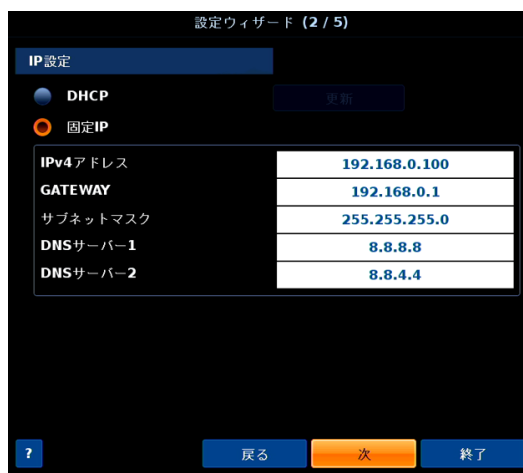 設定ウィザード (2 / 5)
IP設定
DHCP
更新
固定IP
IPv4アドレス 192.168.0.100
GATEWAY 192.168.0.1
サブネットマスク 255.255.255.0
DNSサーバー1 8.8.8.8
DNSサーバー2 8.8.4.4
? 戻る 次 終了